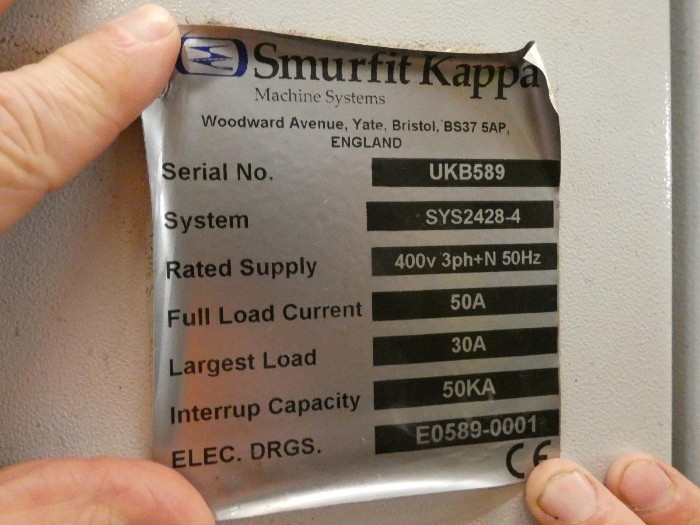 Smurfit Kappa
Machine Systems
Woodward Avenue, Yate, Bristol, BS37 5AP,
ENGLAND
Serial No. UKB589
System SYS2428-4
Rated Supply 400v 3ph+N 50Hz
Full Load Current 50A
Largest Load 30A
Interrup Capacity 50KA
ELEC. DRGS. E0589-0001
CE